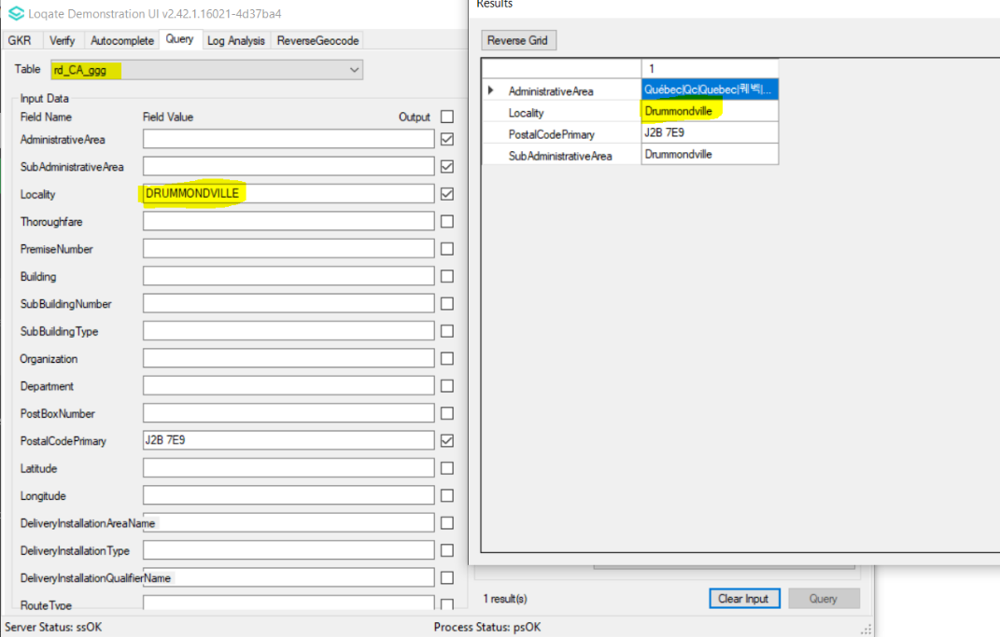 Loqate Demonstration UI v2.42.1.16021-4d37ba4
GKR Verify Autocomplete Query Log Analysis ReverseGeocode
Table rd_CA_ggg
Input Data
Field Name Field Value Output
AdministrativeArea
SubAdministrativeArea
Locality DRUMMONDVILLE
Thoroughfare
PremiseNumber
Building
SubBuildingNumber
SubBuildingType
Organization
Department
PostBoxNumber
PostalCodePrimary J2B 7E9
Latitude
Longitude
DeliveryInstallationAreaName
DeliveryInstallationType
DeliveryInstallationQualifierName
RouteType
Server Status: ssOK Process Status: psOK
Results
Reverse Grid
1
AdministrativeArea Québec|Qc|Quebec|퀘벡|...
Locality Drummondville
PostalCodePrimary J2B 7E9
SubAdministrativeArea Drummondville
1 result(s) Clear Input Query